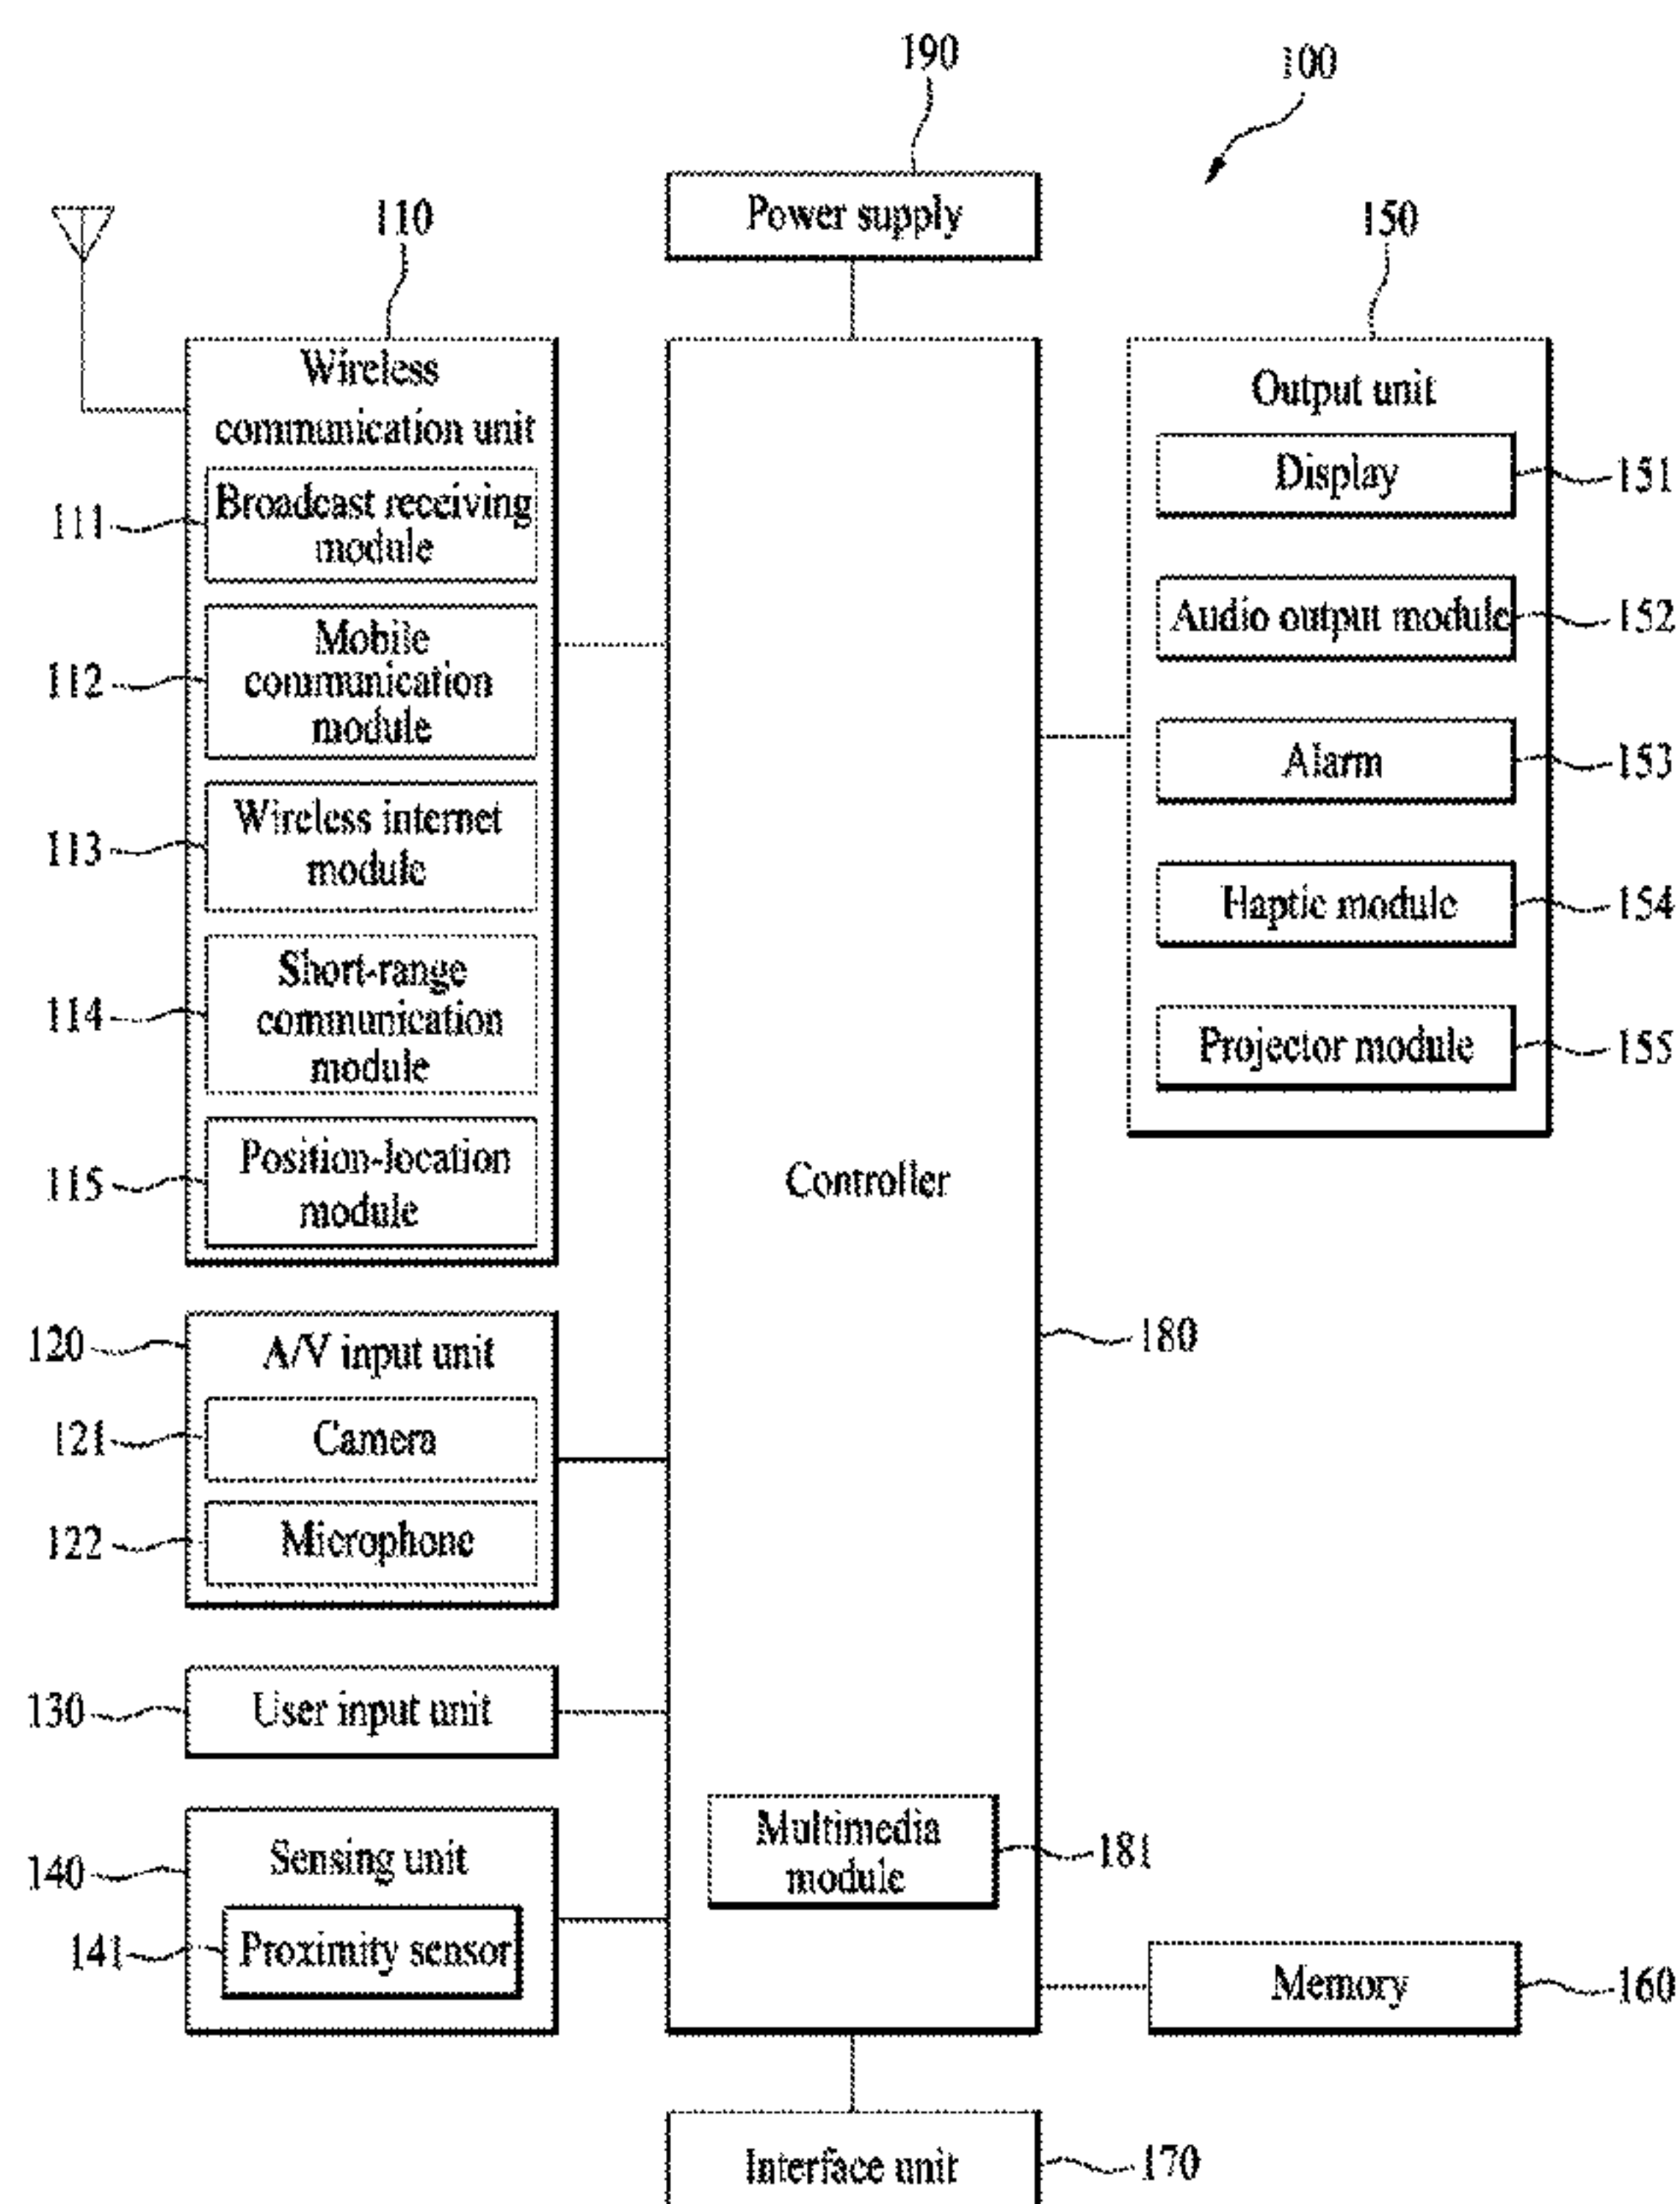 190
100
Power supply
110
150
Wireless
communication unit
111
Broadcast receiving
module
112
Mobile
communication
module
113
Wireless internet
module
114
Short-range
communication
module
115
Position-location
module
120
A/V input unit
121
Camera
122
Microphone
130
User input unit
140
Sensing unit
141
Proximity sensor
Controller
180
Multimedia
module
181
Output unit
Display
151
Audio output module
152
Alarm
153
Haptic module
154
Projector module
155
Memory
160
Interface unit
170